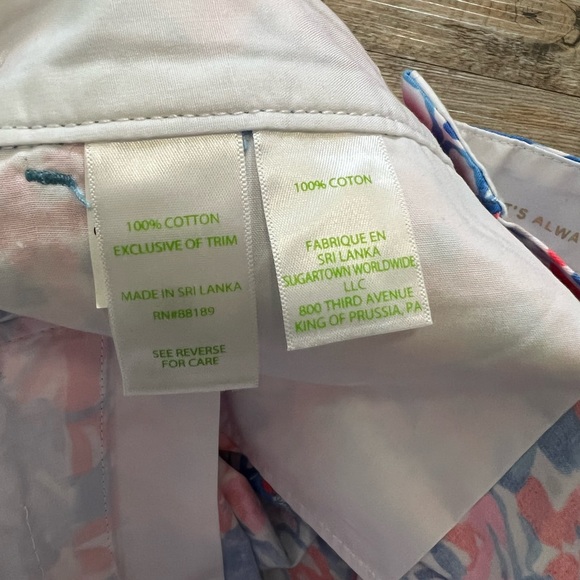 100% COTTON
EXCLUSIVE OF TRIM
MADE IN SRI LANKA
RN#88189
SEE REVERSE
FOR CARE
100% COTON
FABRIQUE EN
SRI LANKA
SUGARTOWN WORLDWIDE
LLC
800 THIRD AVENUE
KING OF PRUSSIA, PA
T'S ALWA